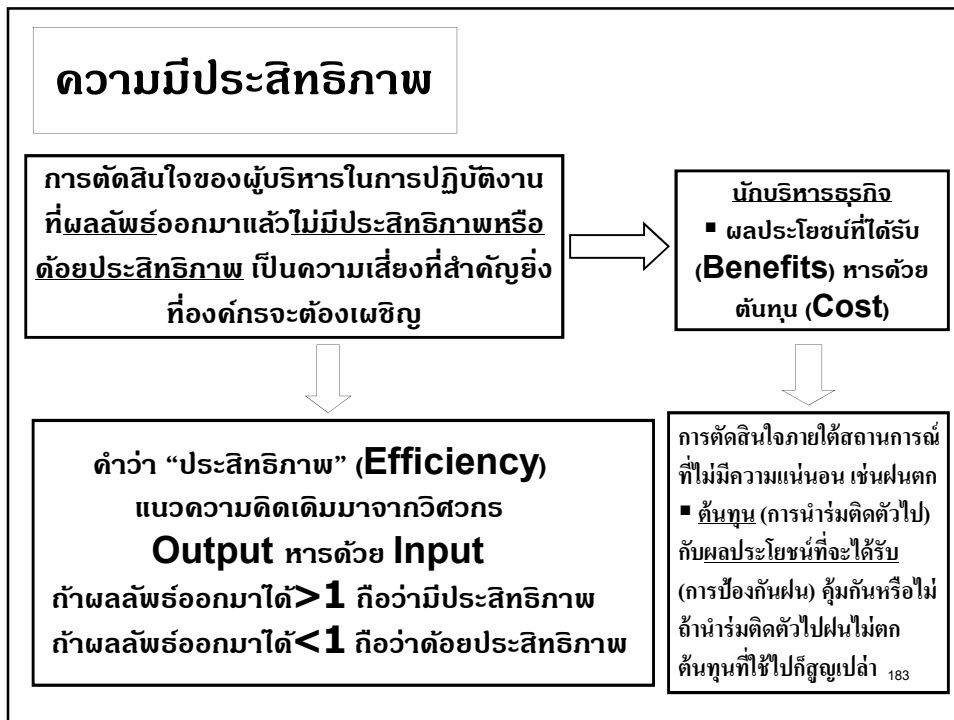 ความมีประสิทธิภาพ
การตัดสินใจของผู้บริหารในการปฏิบัติงาน
ที่ผลลัพธ์ออกมาแล้วไม่มีประสิทธิภาพหรือ
ด้อยประสิทธิภาพ เป็นความเสี่ยงที่สำคัญยิ่ง
ที่องค์กรจะต้องเผชิญ
นักบริหารธุรกิจ
▪ ผลประโยชน์ที่ได้รับ
(Benefits) หารด้วย
ต้นทุน (Cost)
คำว่า “ประสิทธิภาพ” (Efficiency)
แนวความคิดเดิมมาจากวิศวกร
Output หารด้วย Input
ถ้าผลลัพธ์ออกมาได้>1 ถือว่ามีประสิทธิภาพ
ถ้าผลลัพธ์ออกมาได้<1 ถือว่าด้อยประสิทธิภาพ
การตัดสินใจภายใต้สถานการณ์
ที่ไม่มีความแน่นอน เช่นฝนตก
▪ ต้นทุน (การนำร่มติดตัวไป)
กับผลประโยชน์ที่จะได้รับ
(การป้องกันฝน) คุ้มกันหรือไม่
ถ้านำร่มติดตัวไปฝนไม่ตก
ต้นทุนที่ใช้ไปก็สูญเปล่า 183